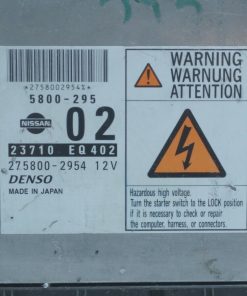 *2758002954%*
5800-295
NISSAN
02
23710 EQ402
275800-2954 12V
DENSO
MADE IN JAPAN
WARNING
WARNUNG
ATTENTION
Hazardous high voltage.
Turn the starter switch to the LOCK position
if it is necessary to check or repair
the computer, harness, or connectors.